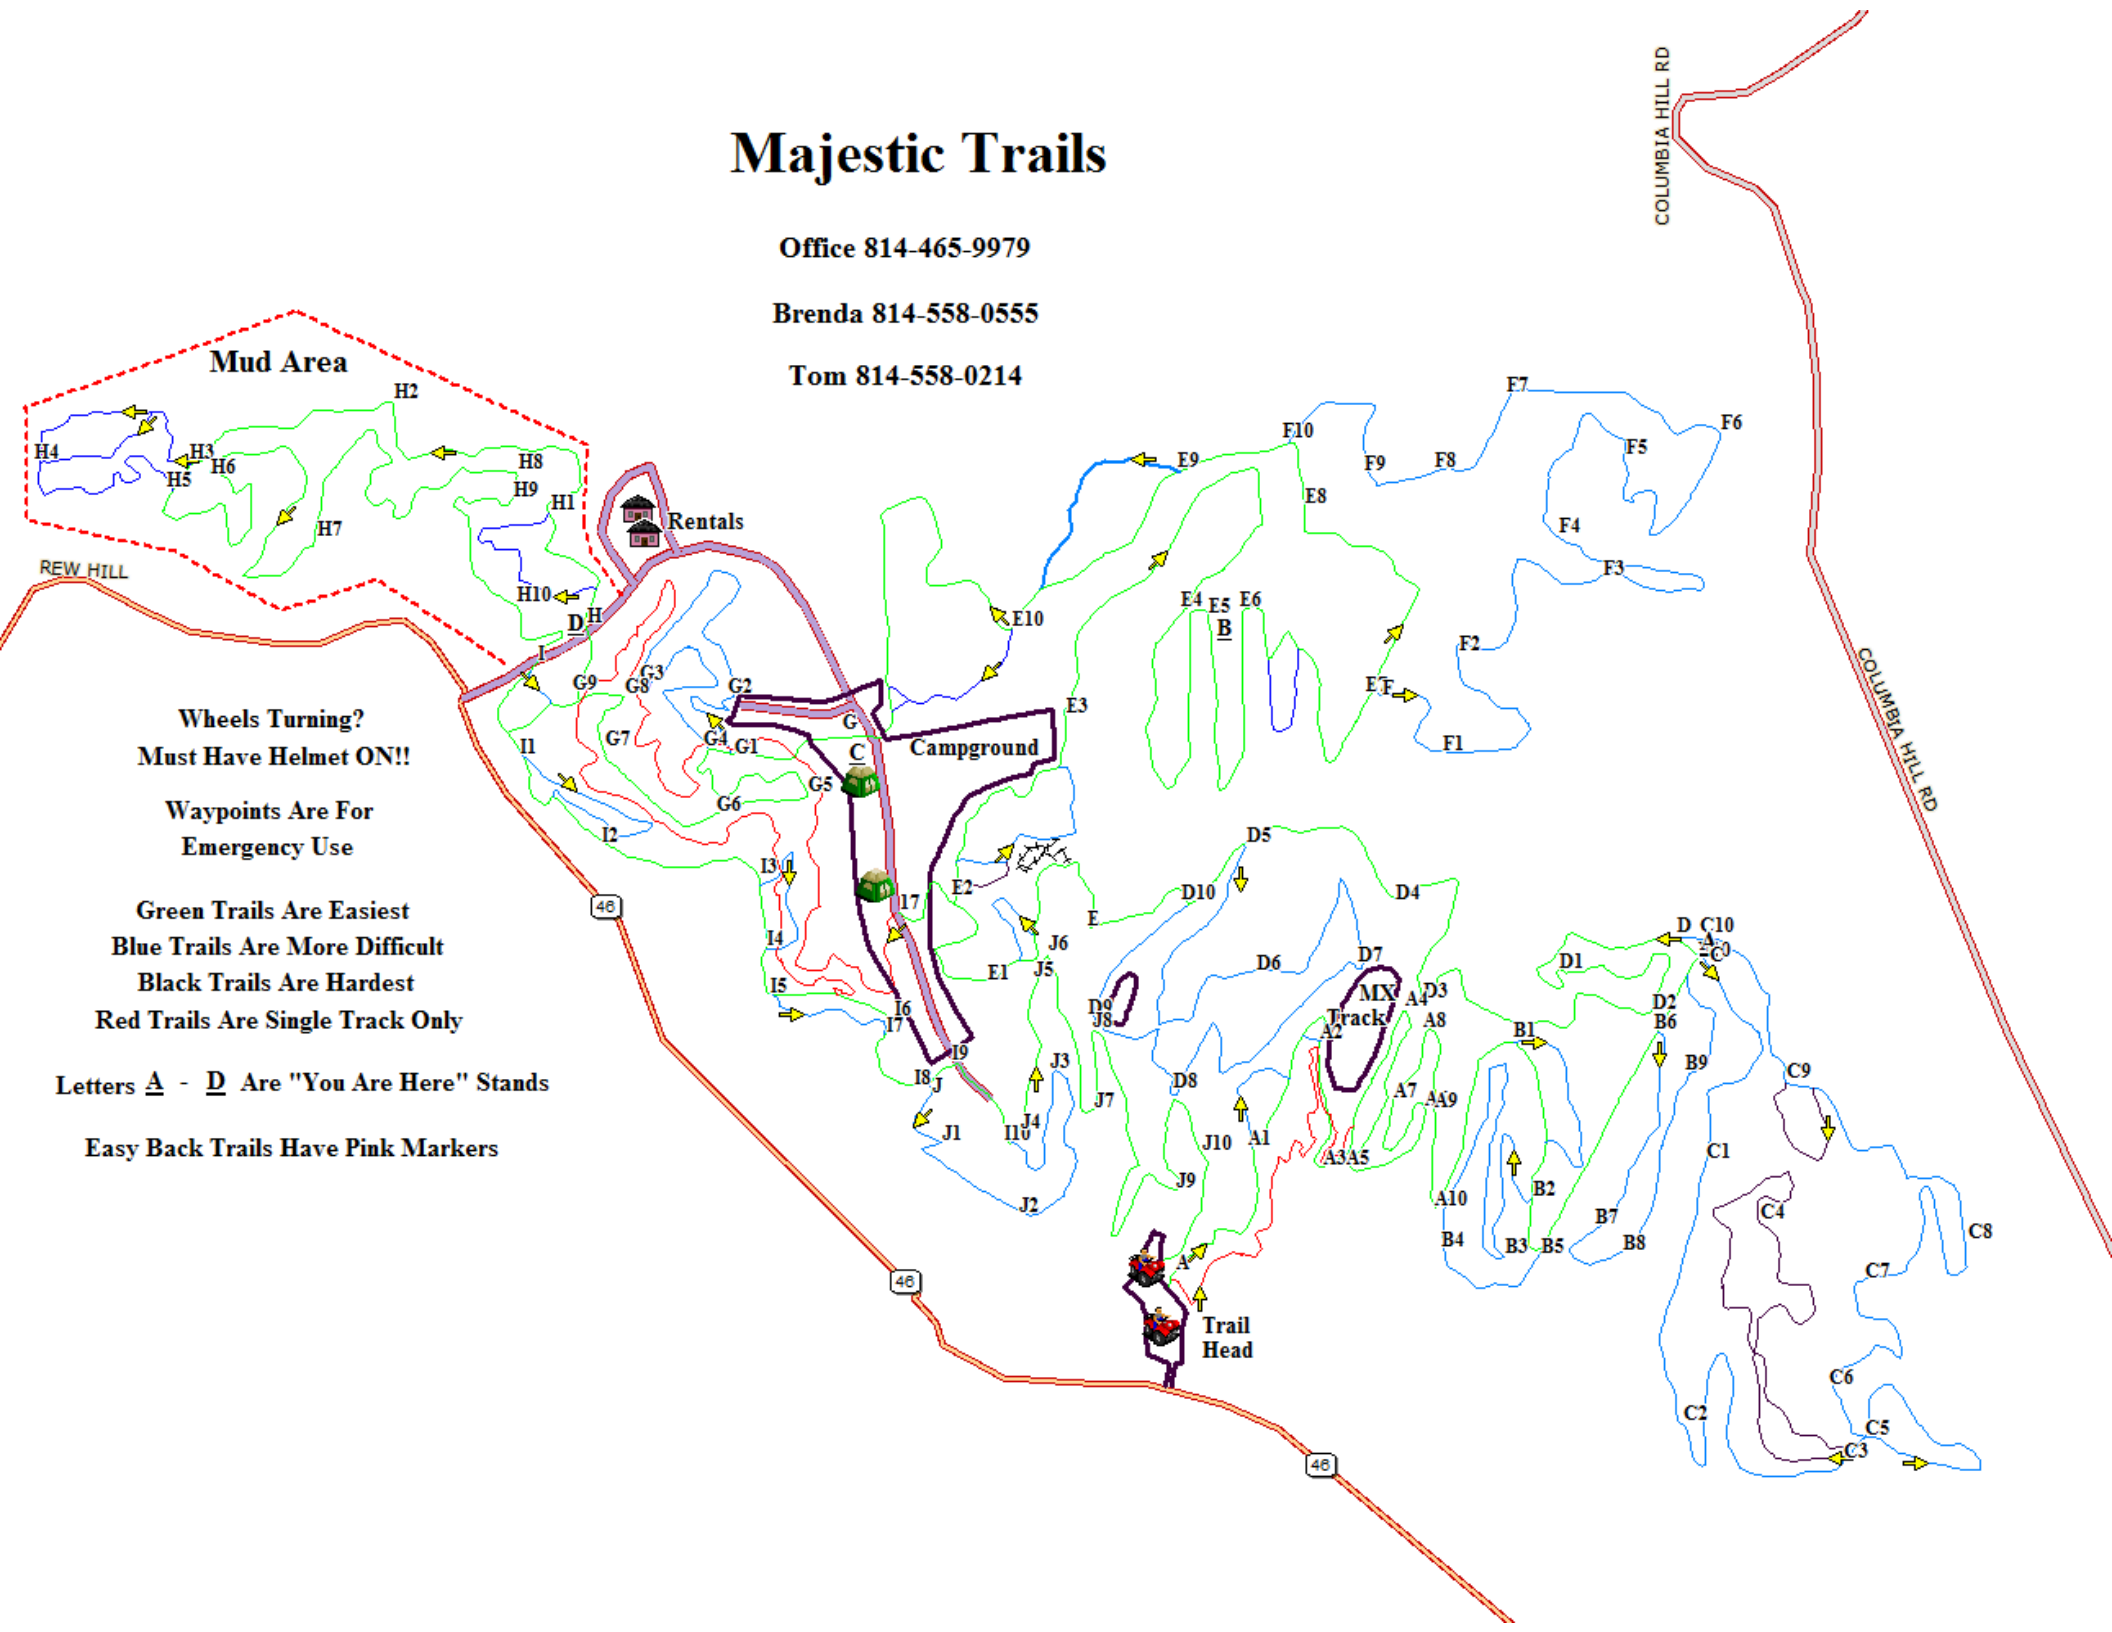 Majestic Trails
Office 814-465-9979
Brenda 814-558-0555
Tom 814-558-0214
COLUMBIA HILL RD
COLUMBIA HILL RD
Mud Area
H2
H4
H3
H6
H5
H8
H9
H1
H7
H10
H
D
REW HILL
Rentals
I
G9
G8
G3
G2
G4
G1
G7
G
C
G5
G6
Campground
I1
I2
I3
I4
I5
I6
I7
I8
I9
I10
17
J
J1
J2
J3
J4
J5
J6
J7
J8
J9
J10
E
E1
E2
E3
E4
E5
E6
B
E8
E9
E10
F
F1
F2
F3
F4
F5
F6
F7
F8
F9
F10
D
D1
D2
D3
D4
D5
D6
D7
D8
D9
D10
MX
Track
A
A1
A2
A3
A4
A5
A7
A8
A9
A10
B1
B2
B3
B4
B5
B6
B7
B8
B9
C10
A
C
C1
C2
C3
C4
C5
C6
C7
C8
C9
Trail
Head
46
46
46
Wheels Turning?
Must Have Helmet ON!!
Waypoints Are For
Emergency Use
Green Trails Are Easiest
Blue Trails Are More Difficult
Black Trails Are Hardest
Red Trails Are Single Track Only
Letters A - D Are "You Are Here" Stands
Easy Back Trails Have Pink Markers